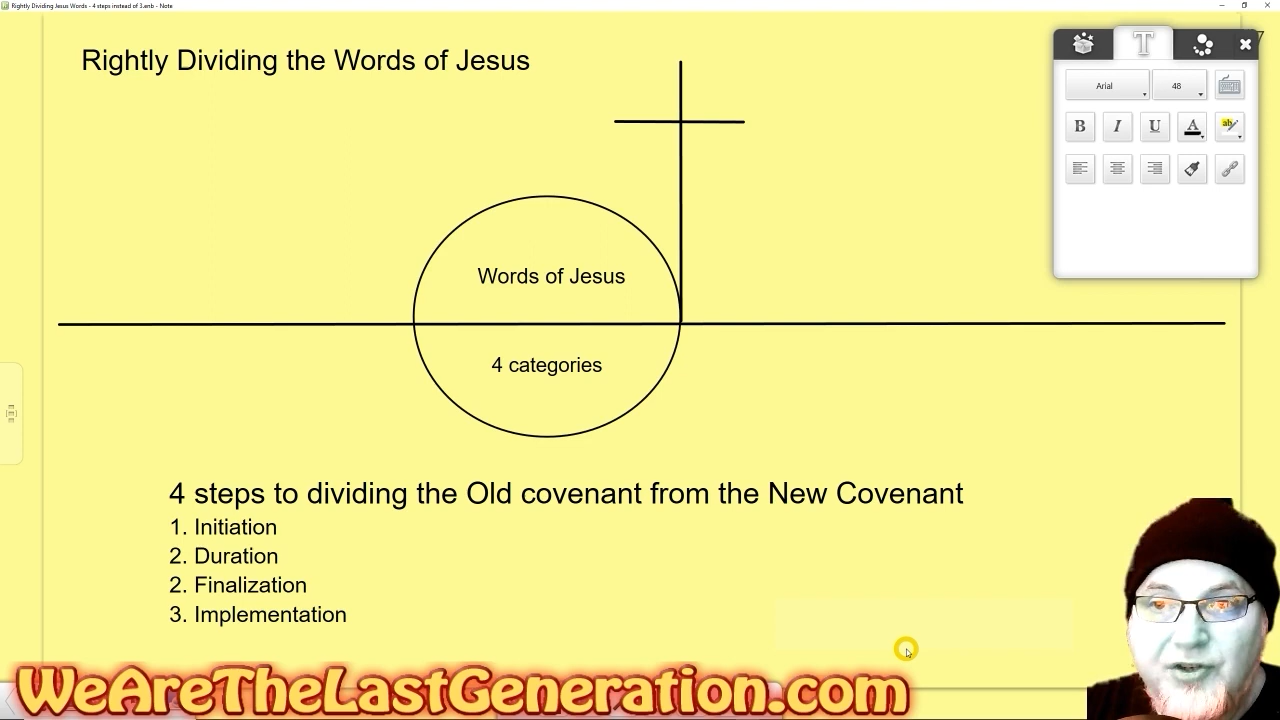 Rightly Dividing Jesus Words - 4 steps instead of 3.enb - Note
Rightly Dividing the Words of Jesus
T
Arial
48
B I U A ab
Words of Jesus
4 categories
4 steps to dividing the Old covenant from the New Covenant
1. Initiation
2. Duration
2. Finalization
3. Implementation
WeAreTheLastGeneration.com